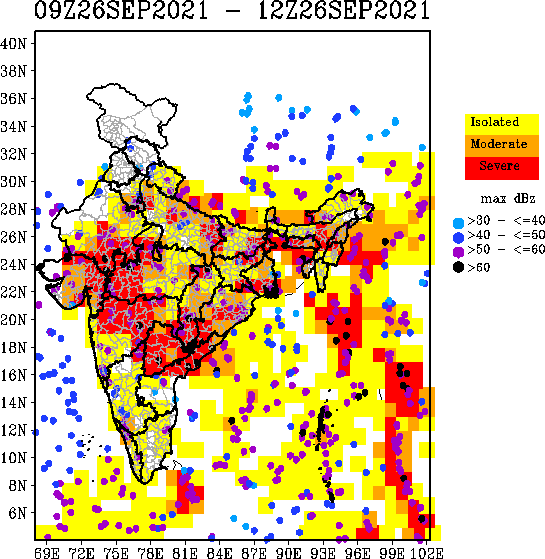 09Z26SEP2021 - 12Z26SEP2021
40N
38N
36N
34N
32N
30N
28N
26N
24N
22N
20N
18N
16N
14N
12N
10N
8N
6N
69E 72E 75E 78E 81E 84E 87E 90E 93E 96E 99E 102E
Isolated
Moderate
Severe
max dBz
>30 - <=40
>40 - <=50
>50 - <=60
>60